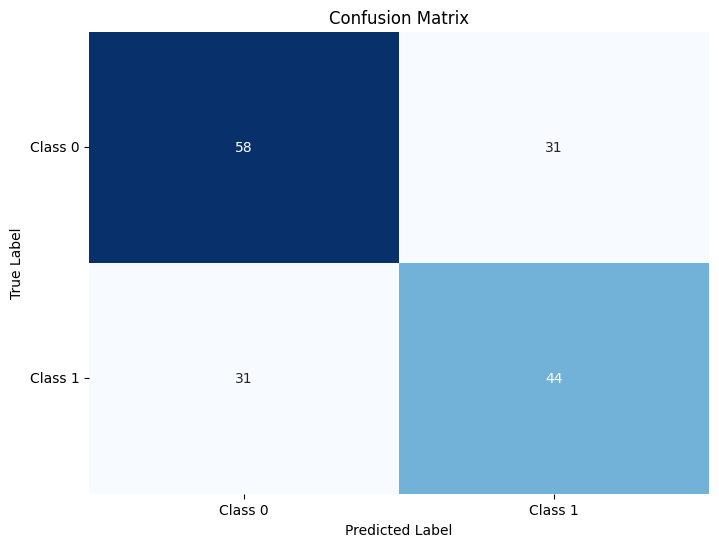 Confusion Matrix
True Label
Class 0
58
31
Class 1
31
44
Class 0
Class 1
Predicted Label